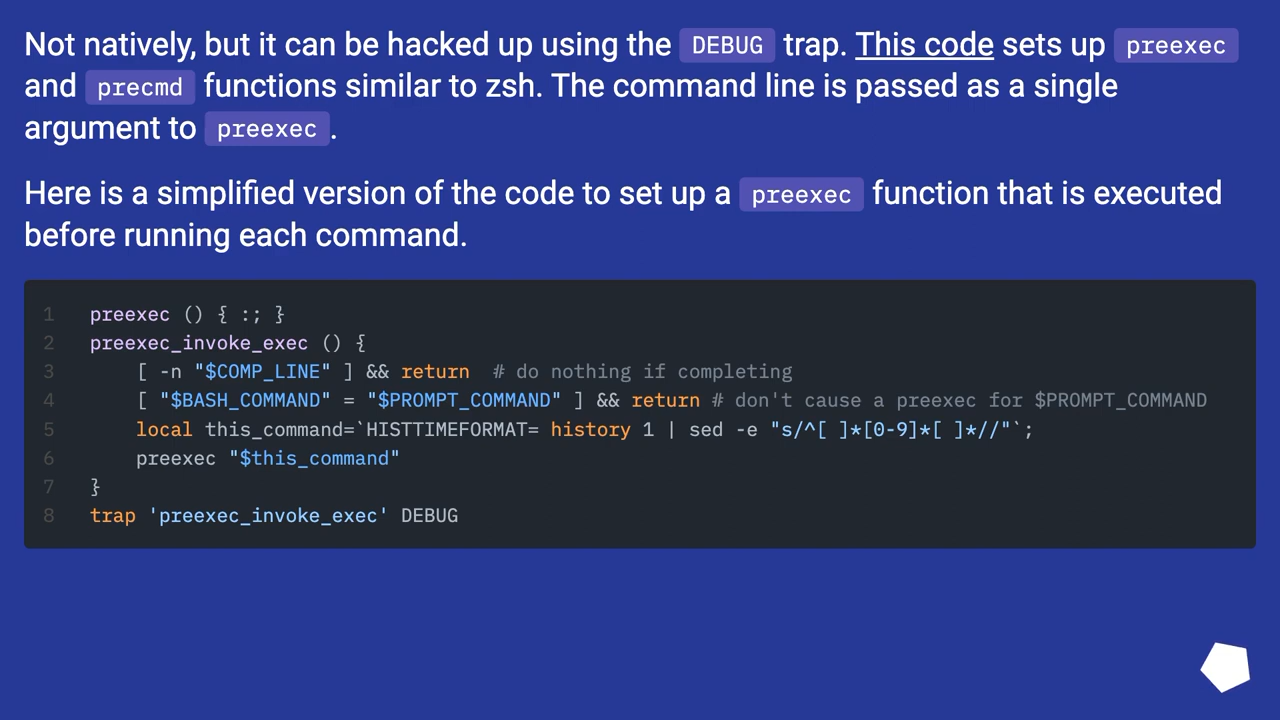 Not natively, but it can be hacked up using the DEBUG trap. This code sets up preexec
and precmd functions similar to zsh. The command line is passed as a single
argument to preexec .
Here is a simplified version of the code to set up a preexec function that is executed
before running each command.
1 preexec () { :; }
2 preexec_invoke_exec () {
3     [ -n "$COMP_LINE" ] && return  # do nothing if completing
4     [ "$BASH_COMMAND" = "$PROMPT_COMMAND" ] && return # don't cause a preexec for $PROMPT_COMMAND
5     local this_command=`HISTTIMEFORMAT= history 1 | sed -e "s/^[ ]*[0-9]*[ ]*//"`;
6     preexec "$this_command"
7 }
8 trap 'preexec_invoke_exec' DEBUG